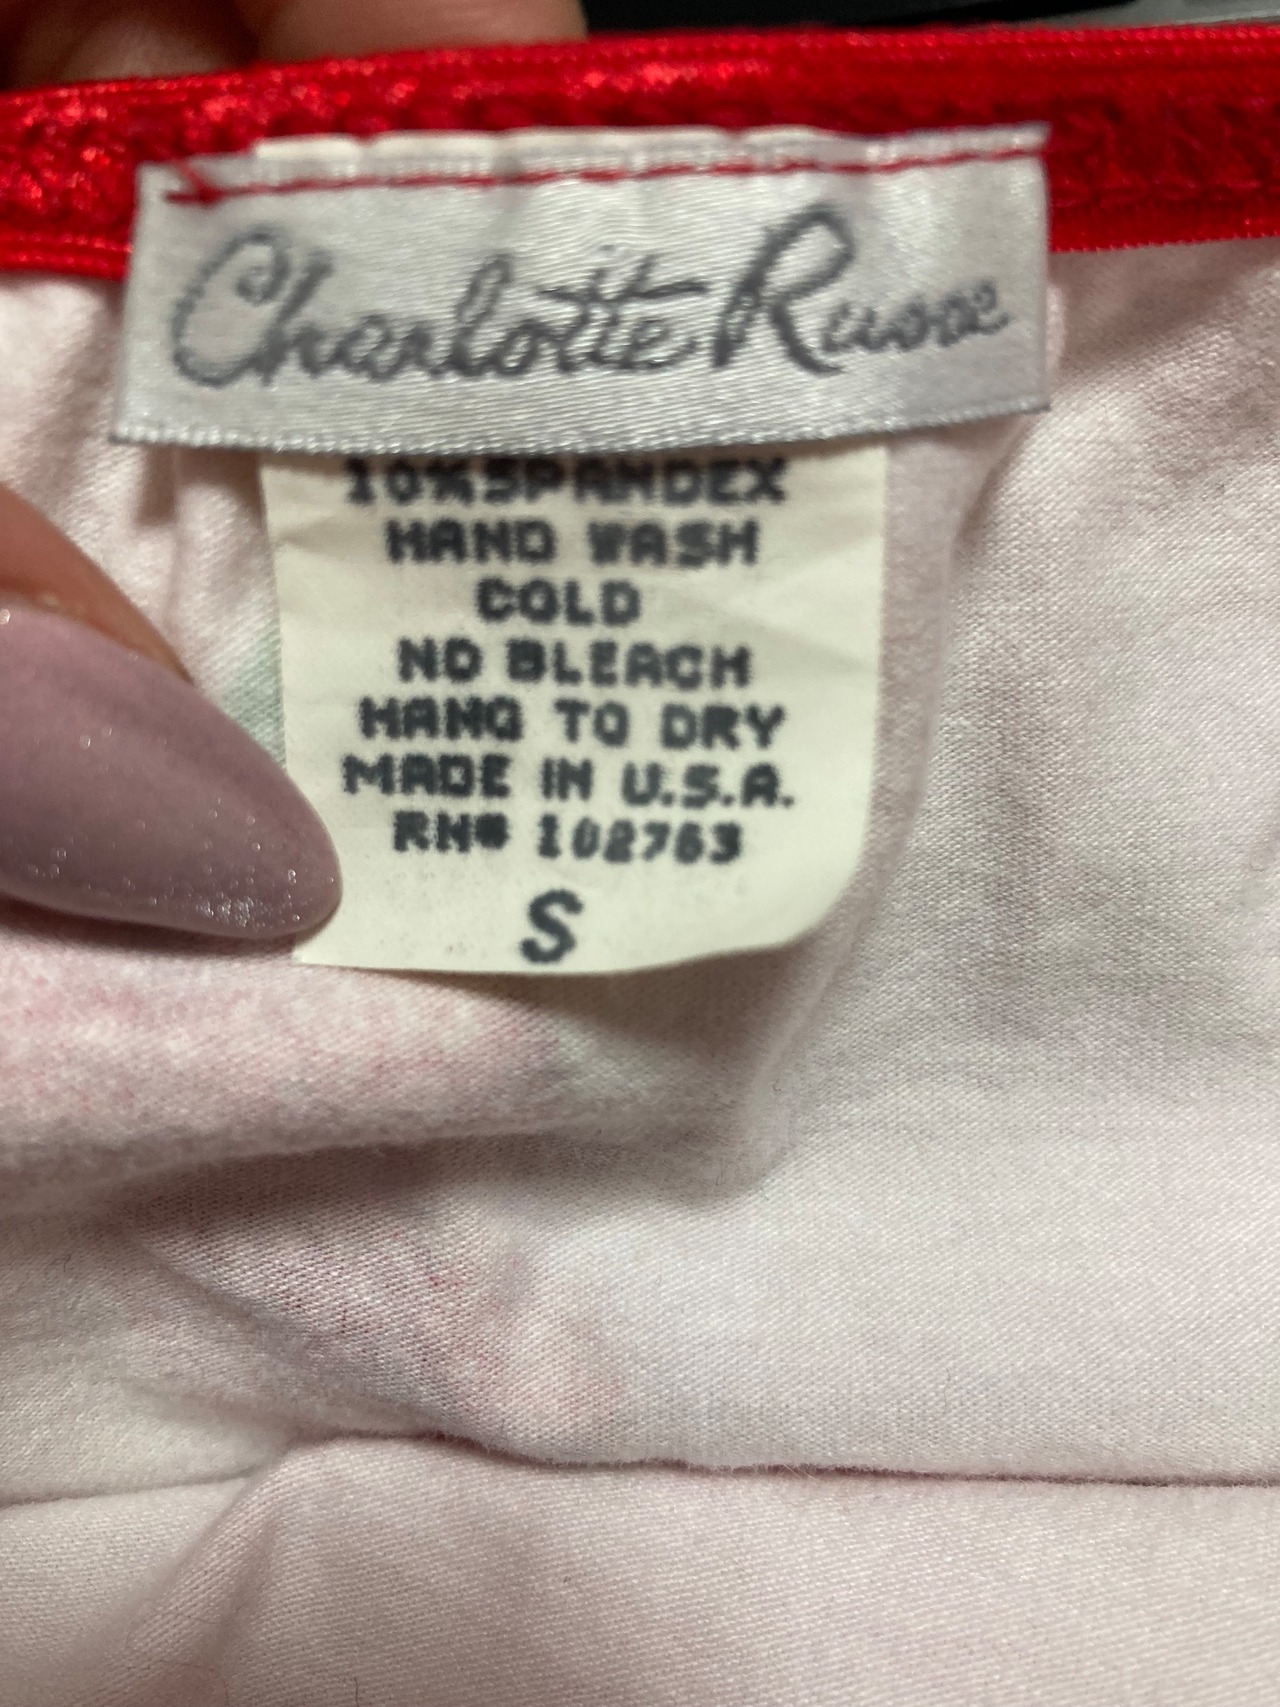 Charlotte Russe
10% SPANDEX
HAND WASH
COLD
NO BLEACH
HANG TO DRY
MADE IN U.S.A.
RN# 102763
S